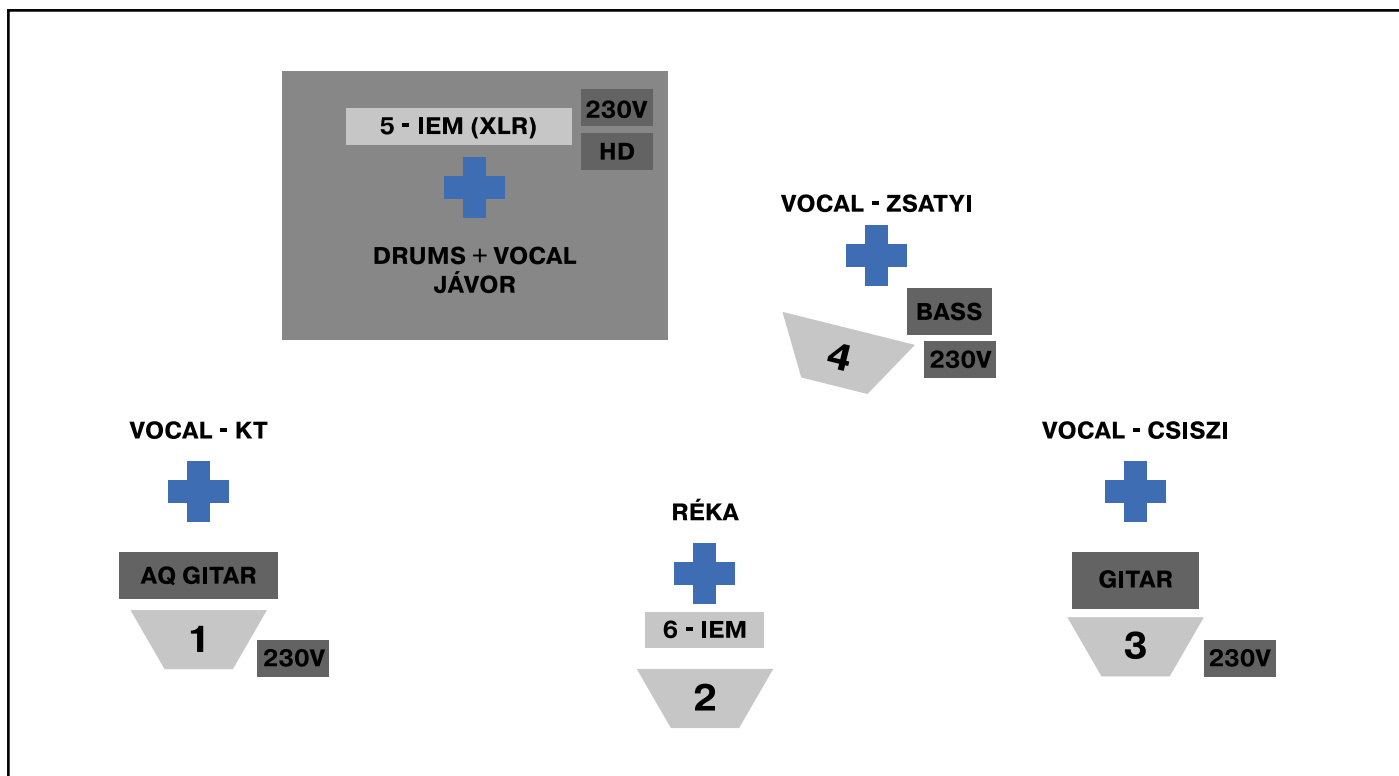 5 - IEM (XLR)
230V
HD
DRUMS + VOCAL
JÁVOR
VOCAL - ZSATYI
BASS
4
230V
VOCAL - KT
AQ GITAR
1
230V
RÉKA
6 - IEM
2
VOCAL - CSISZI
GITAR
3
230V